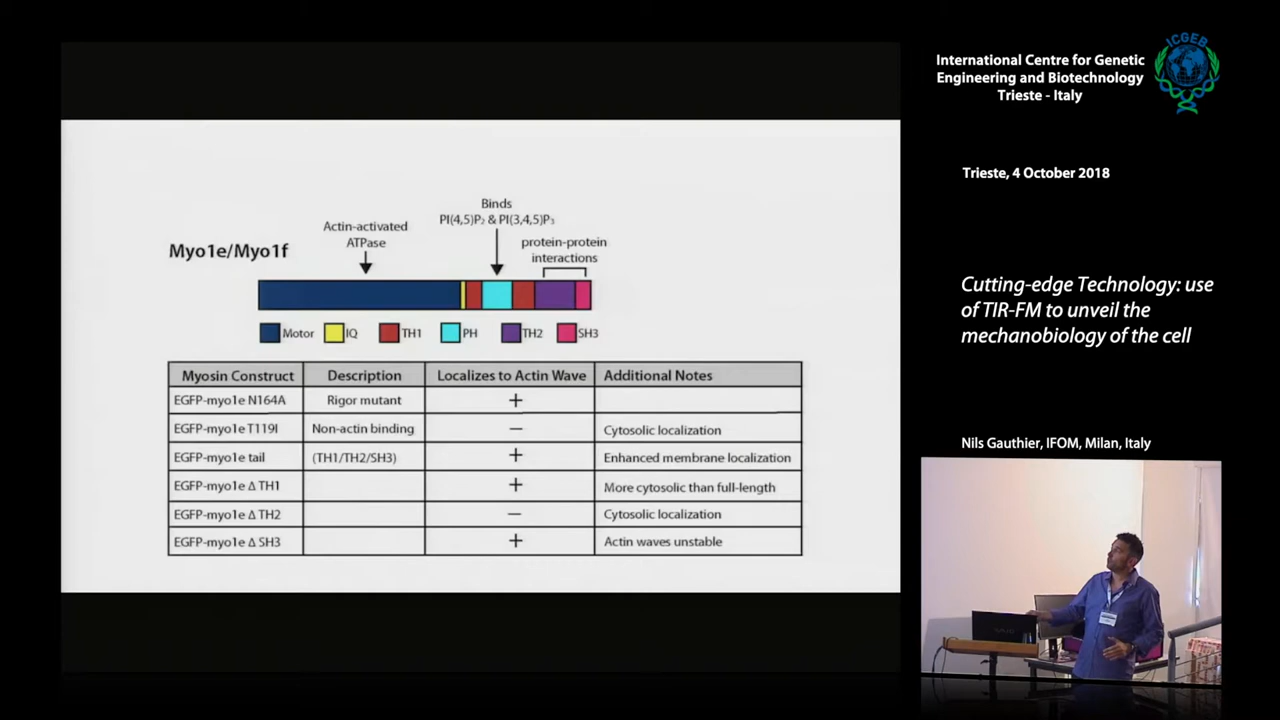 Myo1e/Myo1f
Actin-activated
ATPase
Binds
PI(4,5)P₂ & PI(3,4,5)P₃
protein-protein
interactions
Motor IQ TH1 PH TH2 SH3
Myosin Construct Description Localizes to Actin Wave Additional Notes
EGFP-myo1e N164A Rigor mutant +
EGFP-myo1e T119I Non-actin binding − Cytosolic localization
EGFP-myo1e tail (TH1/TH2/SH3) + Enhanced membrane localization
EGFP-myo1e Δ TH1 + More cytosolic than full-length
EGFP-myo1e Δ TH2 − Cytosolic localization
EGFP-myo1e Δ SH3 + Actin waves unstable
International Centre for Genetic
Engineering and Biotechnology
Trieste - Italy
ICGEB
Trieste, 4 October 2018
Cutting-edge Technology: use
of TIR-FM to unveil the
mechanobiology of the cell
Nils Gauthier, IFOM, Milan, Italy